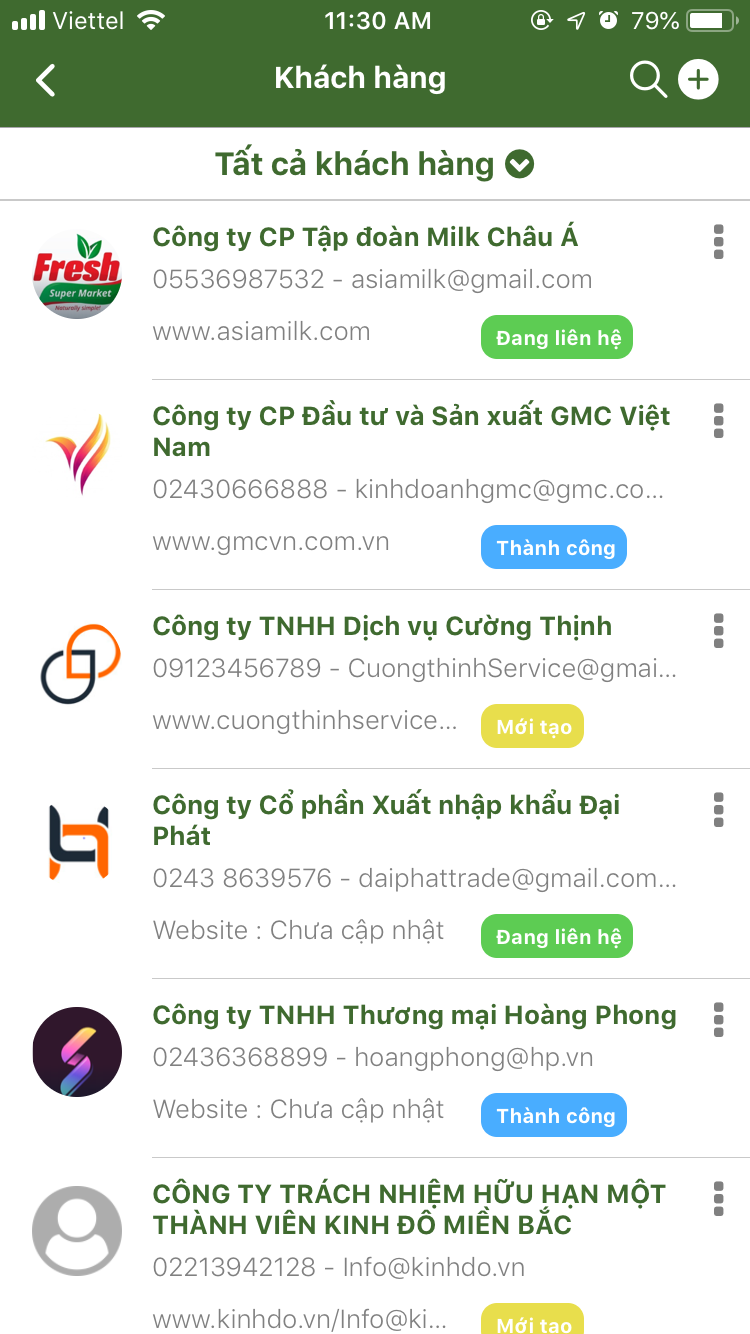 Viettel 11:30 AM 79%
Khách hàng
Tất cả khách hàng
Fresh
Super Market
Naturally simple!
Công ty CP Tập đoàn Milk Châu Á
05536987532 - asiamilk@gmail.com
www.asiamilk.com Đang liên hệ
Công ty CP Đầu tư và Sản xuất GMC Việt
Nam
02430666888 - kinhdoanhgmc@gmc.co...
www.gmcvn.com.vn Thành công
Công ty TNHH Dịch vụ Cường Thịnh
09123456789 - CuongthinhService@gmai...
www.cuongthinhservice... Mới tạo
Công ty Cổ phần Xuất nhập khẩu Đại
Phát
0243 8639576 - daiphattrade@gmail.com...
Website : Chưa cập nhật Đang liên hệ
Công ty TNHH Thương mại Hoàng Phong
02436368899 - hoangphong@hp.vn
Website : Chưa cập nhật Thành công
CÔNG TY TRÁCH NHIỆM HỮU HẠN MỘT
THÀNH VIÊN KINH ĐÔ MIỀN BẮC
02213942128 - Info@kinhdo.vn
www.kinhdo.vn/Info@ki... Mới tạo